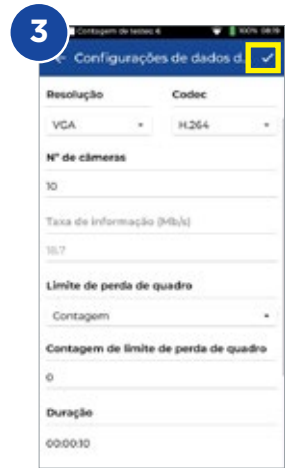 3
Contagem de testes 4
100% 08:19
← Configurações de dados d... ✓
Resolução Codec
VGA H.264
Nº de câmeras
10
Taxa de informação (Mb/s)
18.7
Limite de perda de quadro
Contagem
Contagem de limite de perda de quadro
0
Duração
00:00:10